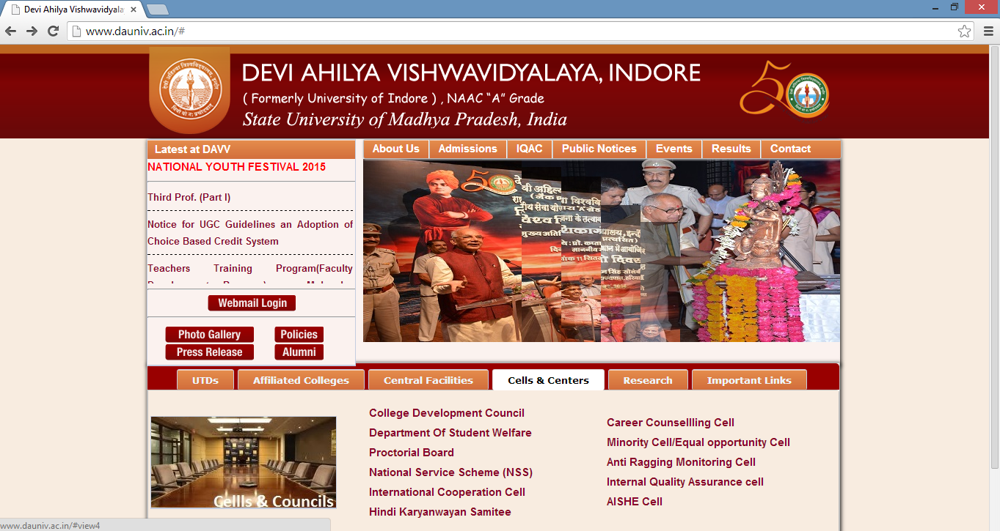 Devi Ahilya Vishwavidyala
www.dauniv.ac.in/#
DEVI AHILYA VISHWAVIDYALAYA, INDORE
( Formerly University of Indore ) , NAAC “A” Grade
State University of Madhya Pradesh, India
50
Latest at DAVV
NATIONAL YOUTH FESTIVAL 2015
Third Prof. (Part I)
Notice for UGC Guidelines an Adoption of
Choice Based Credit System
Teachers Training Program(Faculty
Webmail Login
Photo Gallery
Policies
Press Release
Alumni
About Us
Admissions
IQAC
Public Notices
Events
Results
Contact
50
UTDs
Affiliated Colleges
Central Facilities
Cells & Centers
Research
Important Links
Cellls & Councils
College Development Council
Department Of Student Welfare
Proctorial Board
National Service Scheme (NSS)
International Cooperation Cell
Hindi Karyanwayan Samitee
Career Counsellling Cell
Minority Cell/Equal opportunity Cell
Anti Ragging Monitoring Cell
Internal Quality Assurance cell
AISHE Cell
www.dauniv.ac.in/#view4